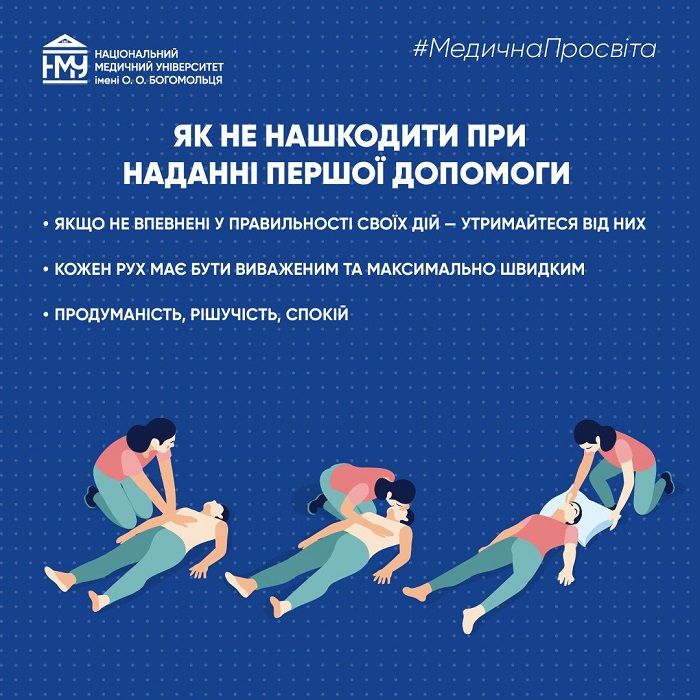 НМУ
НАЦІОНАЛЬНИЙ
МЕДИЧНИЙ УНІВЕРСИТЕТ
імені О. О. БОГОМОЛЬЦЯ
#МедичнаПросвіта
ЯК НЕ НАШКОДИТИ ПРИ
НАДАННІ ПЕРШОЇ ДОПОМОГИ
• ЯКЩО НЕ ВПЕВНЕНІ У ПРАВИЛЬНОСТІ СВОЇХ ДІЙ — УТРИМАЙТЕСЯ ВІД НИХ
• КОЖЕН РУХ МАЄ БУТИ ВИВАЖЕНИМ ТА МАКСИМАЛЬНО ШВИДКИМ
• ПРОДУМАНІСТЬ, РІШУЧІСТЬ, СПОКІЙ